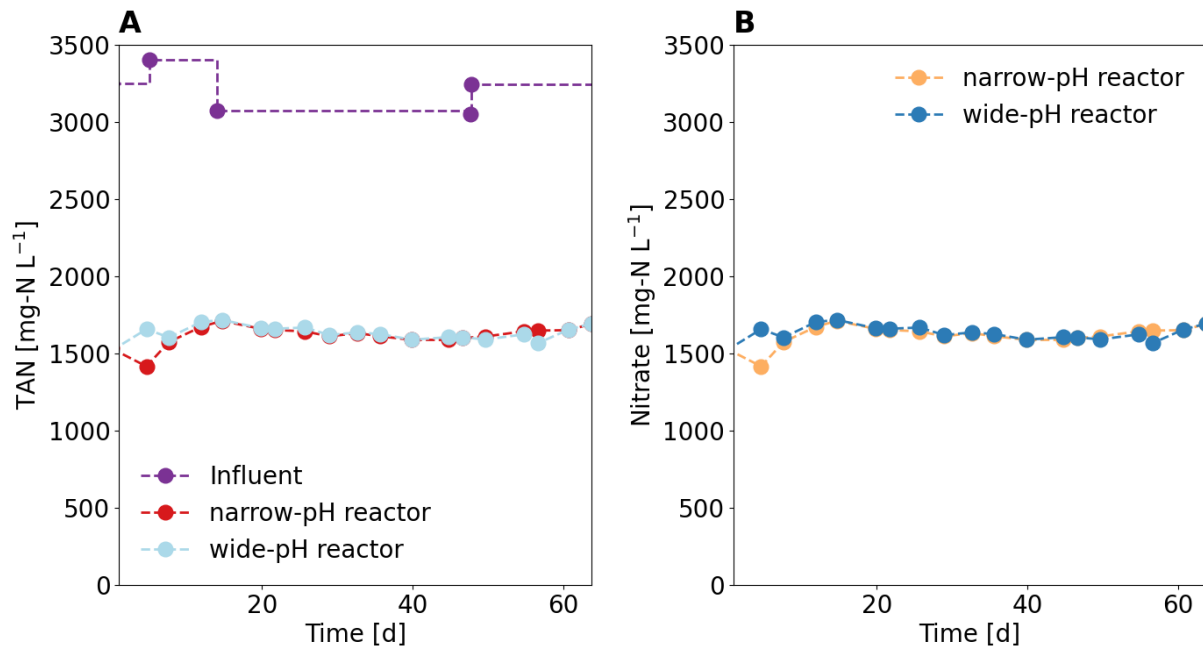 A
TAN [mg-N L⁻¹]
3500
3000
2500
2000
1500
1000
500
0
Influent
narrow-pH reactor
wide-pH reactor
20 40 60
Time [d]
B
Nitrate [mg-N L⁻¹]
3500
3000
2500
2000
1500
1000
500
0
narrow-pH reactor
wide-pH reactor
20 40 60
Time [d]